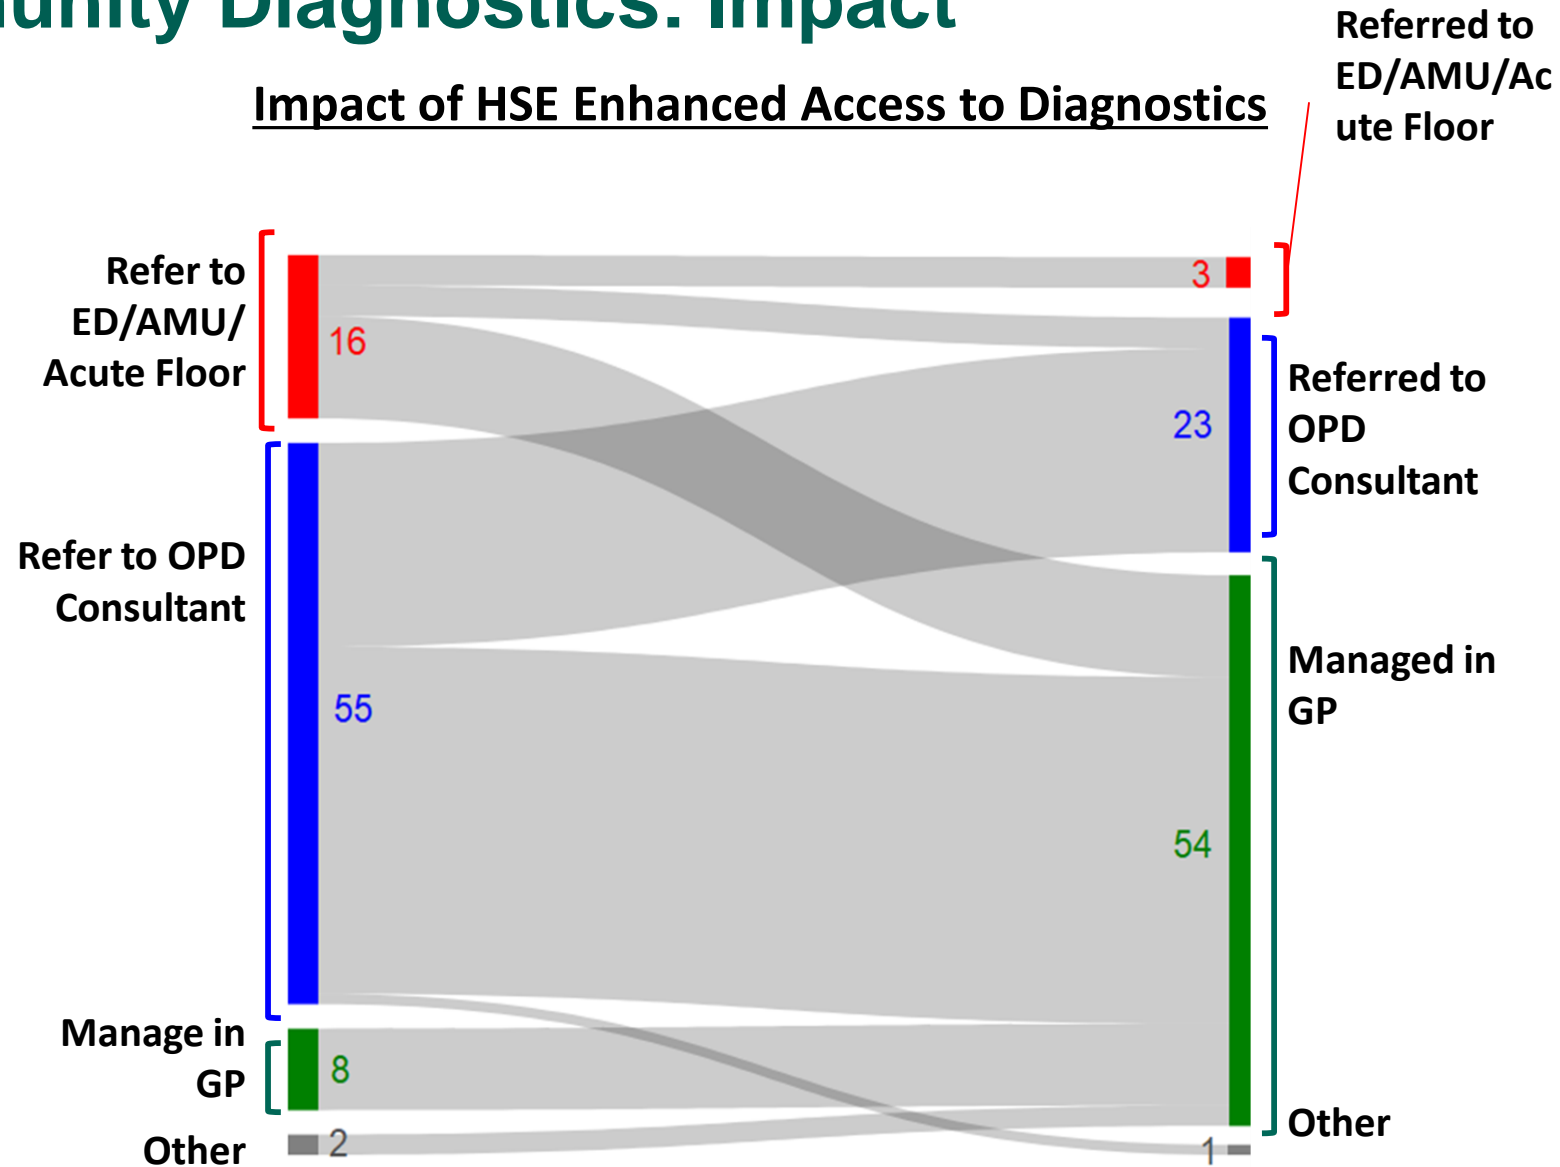 Diagnostics: Impact
Impact of HSE Enhanced Access to Diagnostics
Referred to
ED/AMU/Ac
ute Floor
Refer to
ED/AMU/
Acute Floor
16
3
Referred to
OPD
Consultant
23
Refer to OPD
Consultant
55
Managed in
GP
54
Manage in
GP
8
Other
2
Other
1